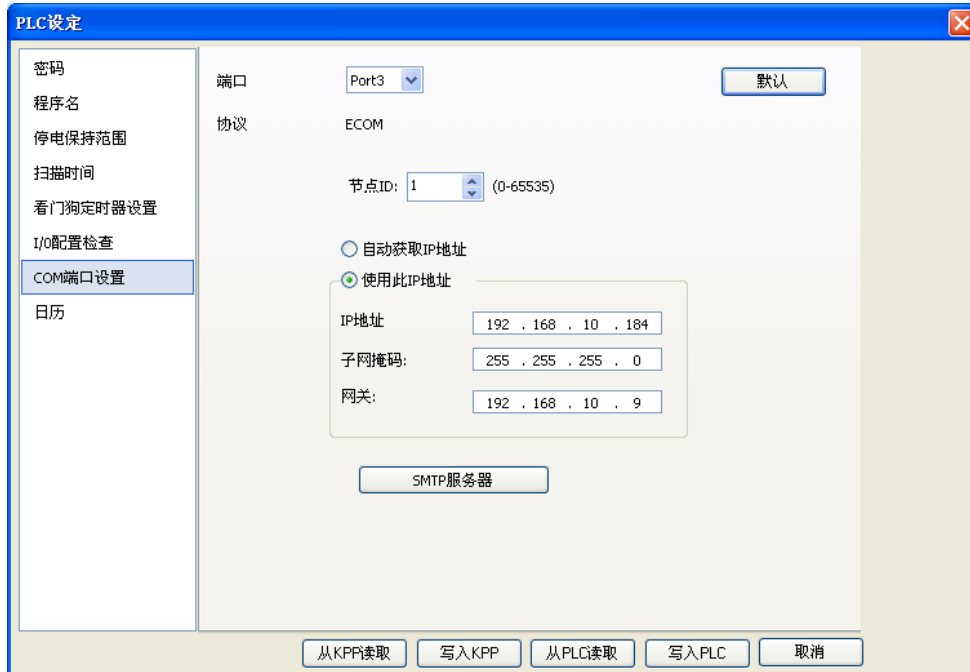 PLC设定
密码
程序名
停电保持范围
扫描时间
看门狗定时器设置
I/O配置检查
COM端口设置
日历
端口 Port3 默认
协议 ECOM
节点ID: 1 (0-65535)
自动获取IP地址
使用此IP地址
IP地址 192 . 168 . 10 . 184
子网掩码: 255 . 255 . 255 . 0
网关: 192 . 168 . 10 . 9
SMTP服务器
从KPP读取 写入KPP 从PLC读取 写入PLC 取消